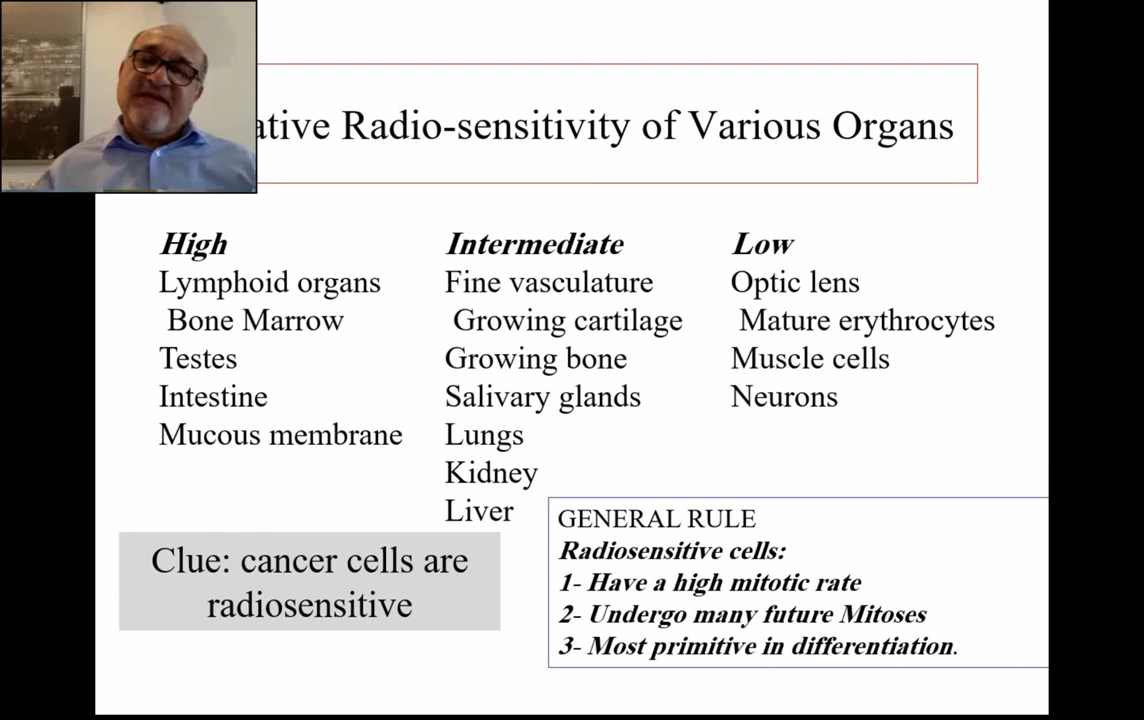 ative Radio-sensitivity of Various Organs
High
Lymphoid organs
Bone Marrow
Testes
Intestine
Mucous membrane
Intermediate
Fine vasculature
Growing cartilage
Growing bone
Salivary glands
Lungs
Kidney
Liver
Low
Optic lens
Mature erythrocytes
Muscle cells
Neurons
Clue: cancer cells are
radiosensitive
GENERAL RULE
Radiosensitive cells:
1- Have a high mitotic rate
2- Undergo many future Mitoses
3- Most primitive in differentiation.